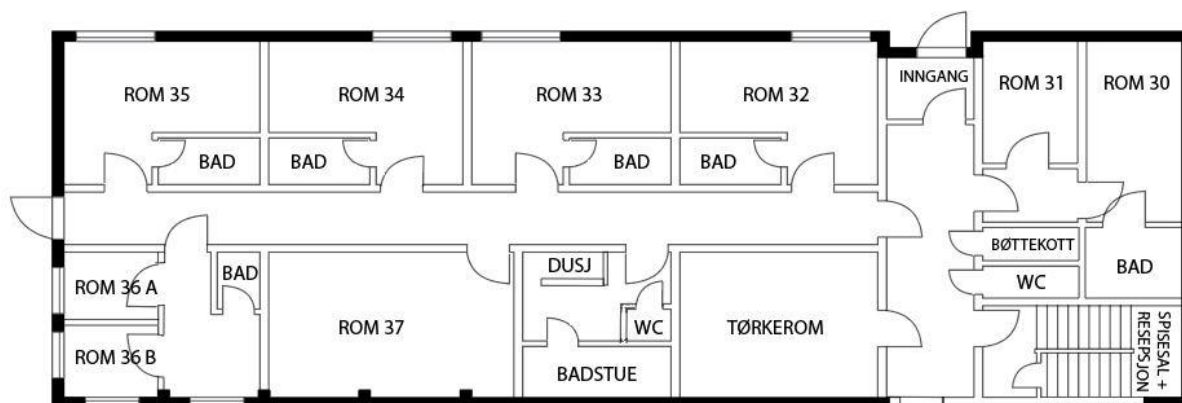 INNGANG
ROM 35
ROM 34
ROM 33
ROM 32
ROM 31
ROM 30
BAD
BAD
BAD
BAD
BØTTEKOTT
BAD
DUSJ
BAD
WC
ROM 36 A
ROM 37
WC
TØRKEROM
ROM 36 B
BADSTUE
SPISESAL +
RESEPSJON